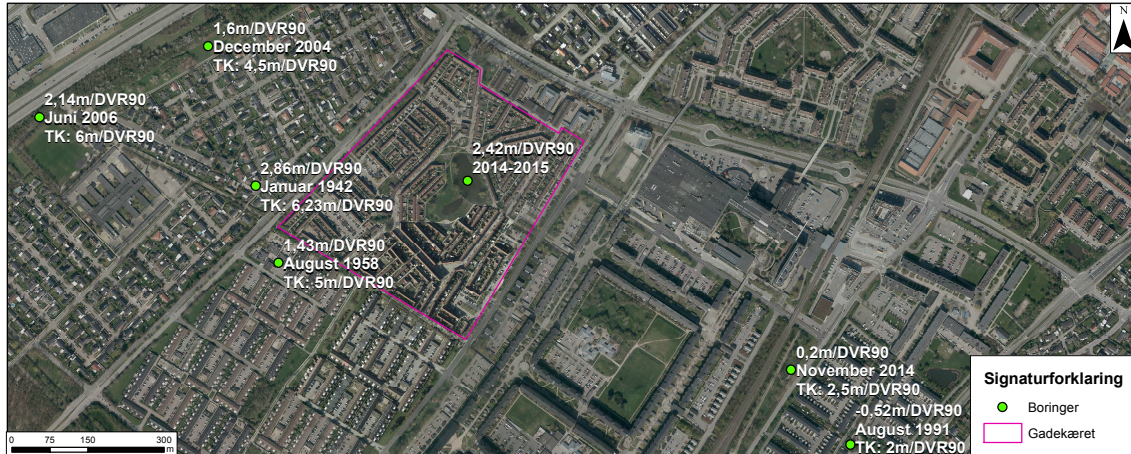 1,6m/DVR90
December 2004
TK: 4,5m/DVR90
N
2,14m/DVR90
Juni 2006
TK: 6m/DVR90
2,42m/DVR90
2014-2015
2,86m/DVR90
Januar 1942
TK: 6,23m/DVR90
1,43m/DVR90
August 1958
TK: 5m/DVR90
0,2m/DVR90
November 2014
TK: 2,5m/DVR90
-0,52m/DVR90
August 1991
TK: 2m/DVR90
Signaturforklaring
Boringer
Gadekæret
0 75 150 300
m